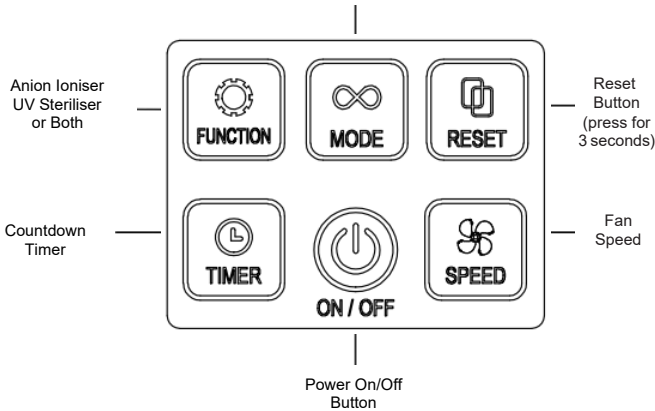 Anion Ioniser
UV Steriliser
or Both
FUNCTION
MODE
RESET
Reset
Button
(press for
3 seconds)
Countdown
Timer
TIMER
ON / OFF
SPEED
Fan
Speed
Power On/Off
Button